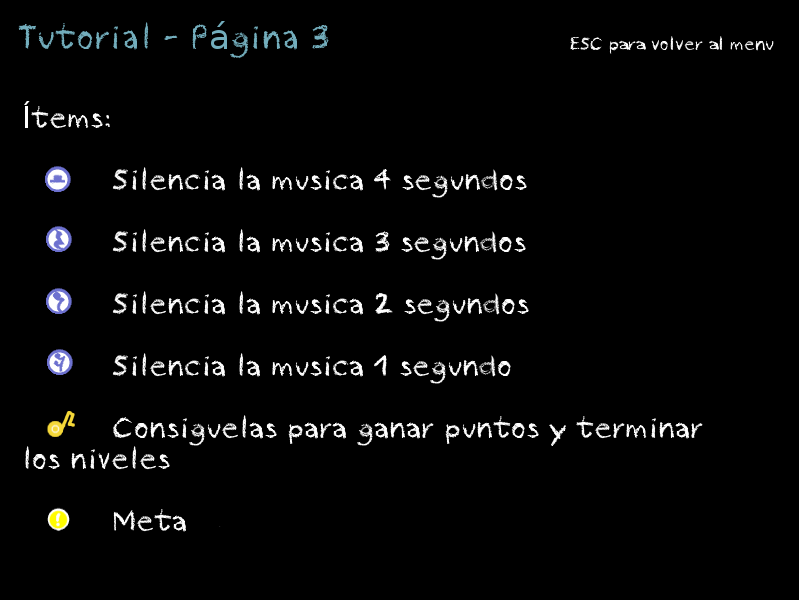 Tutorial - Página 3
ESC para volver al menu
Ítems:
Silencia la musica 4 segundos
Silencia la musica 3 segundos
Silencia la musica 2 segundos
Silencia la musica 1 segundo
Consiguelas para ganar puntos y terminar
los niveles
Meta